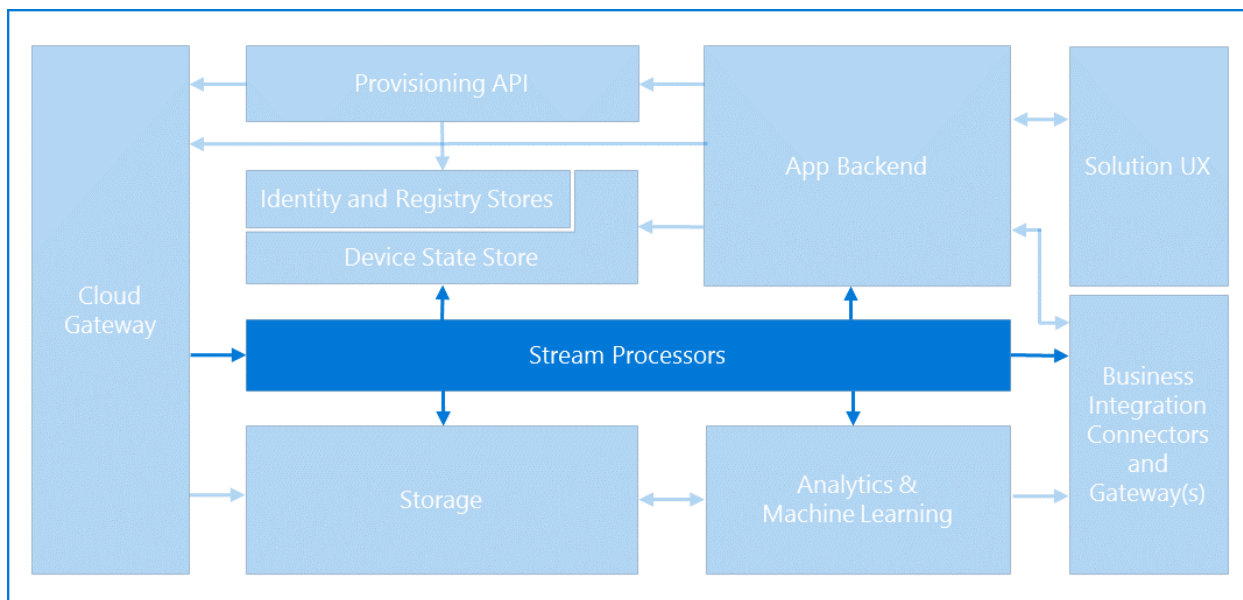 Provisioning API
App Backend
Solution UX
Identity and Registry Stores
Device State Store
Cloud
Gateway
Stream Processors
Business
Integration
Connectors
and
Gateway(s)
Storage
Analytics &
Machine Learning